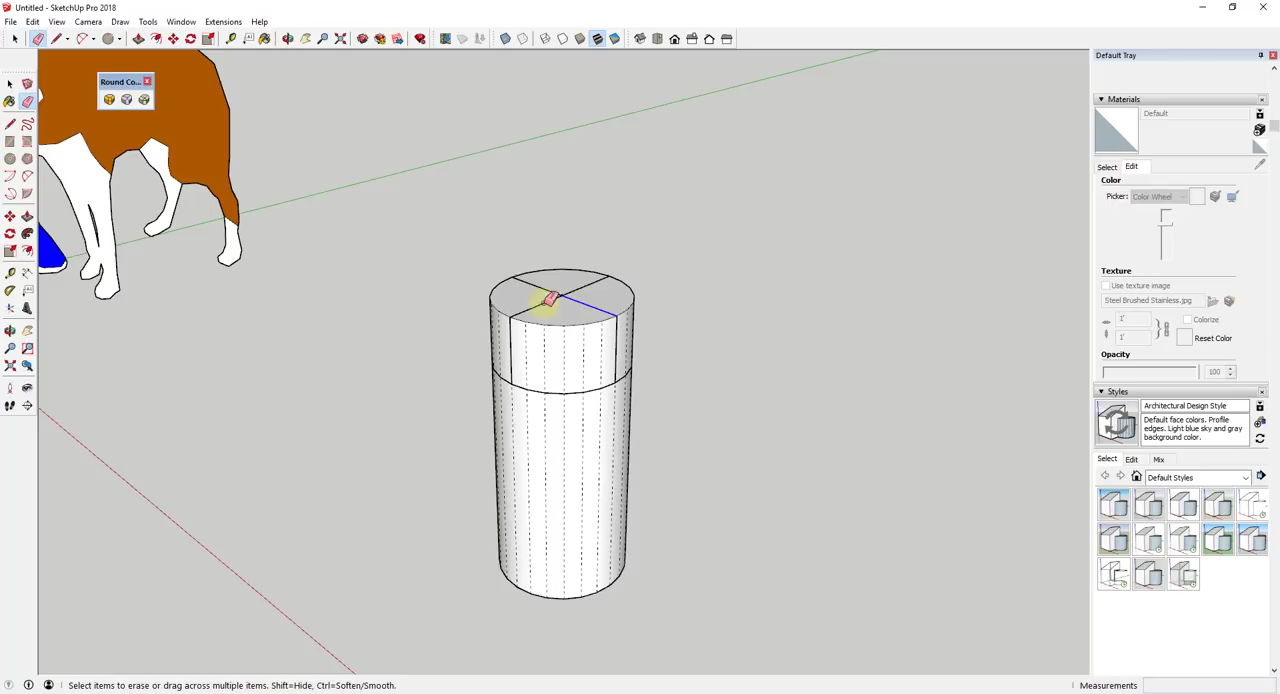 Untitled - SketchUp Pro 2018
File Edit View Camera Draw Tools Window Extensions Help
Default Tray
Round Co...
Materials
Default
Select Edit
Color
Picker: Color Wheel
Texture
Use texture image
Steel Brushed Stainless.jpg
1'
Colorize
1'
Reset Color
Opacity
100
Styles
Architectural Design Style
Default face colors. Profile
edges. Light blue sky and gray
background color.
Select Edit Mix
Default Styles
Select items to erase or drag across multiple items. Shift=Hide, Ctrl=Soften/Smooth.
Measurements